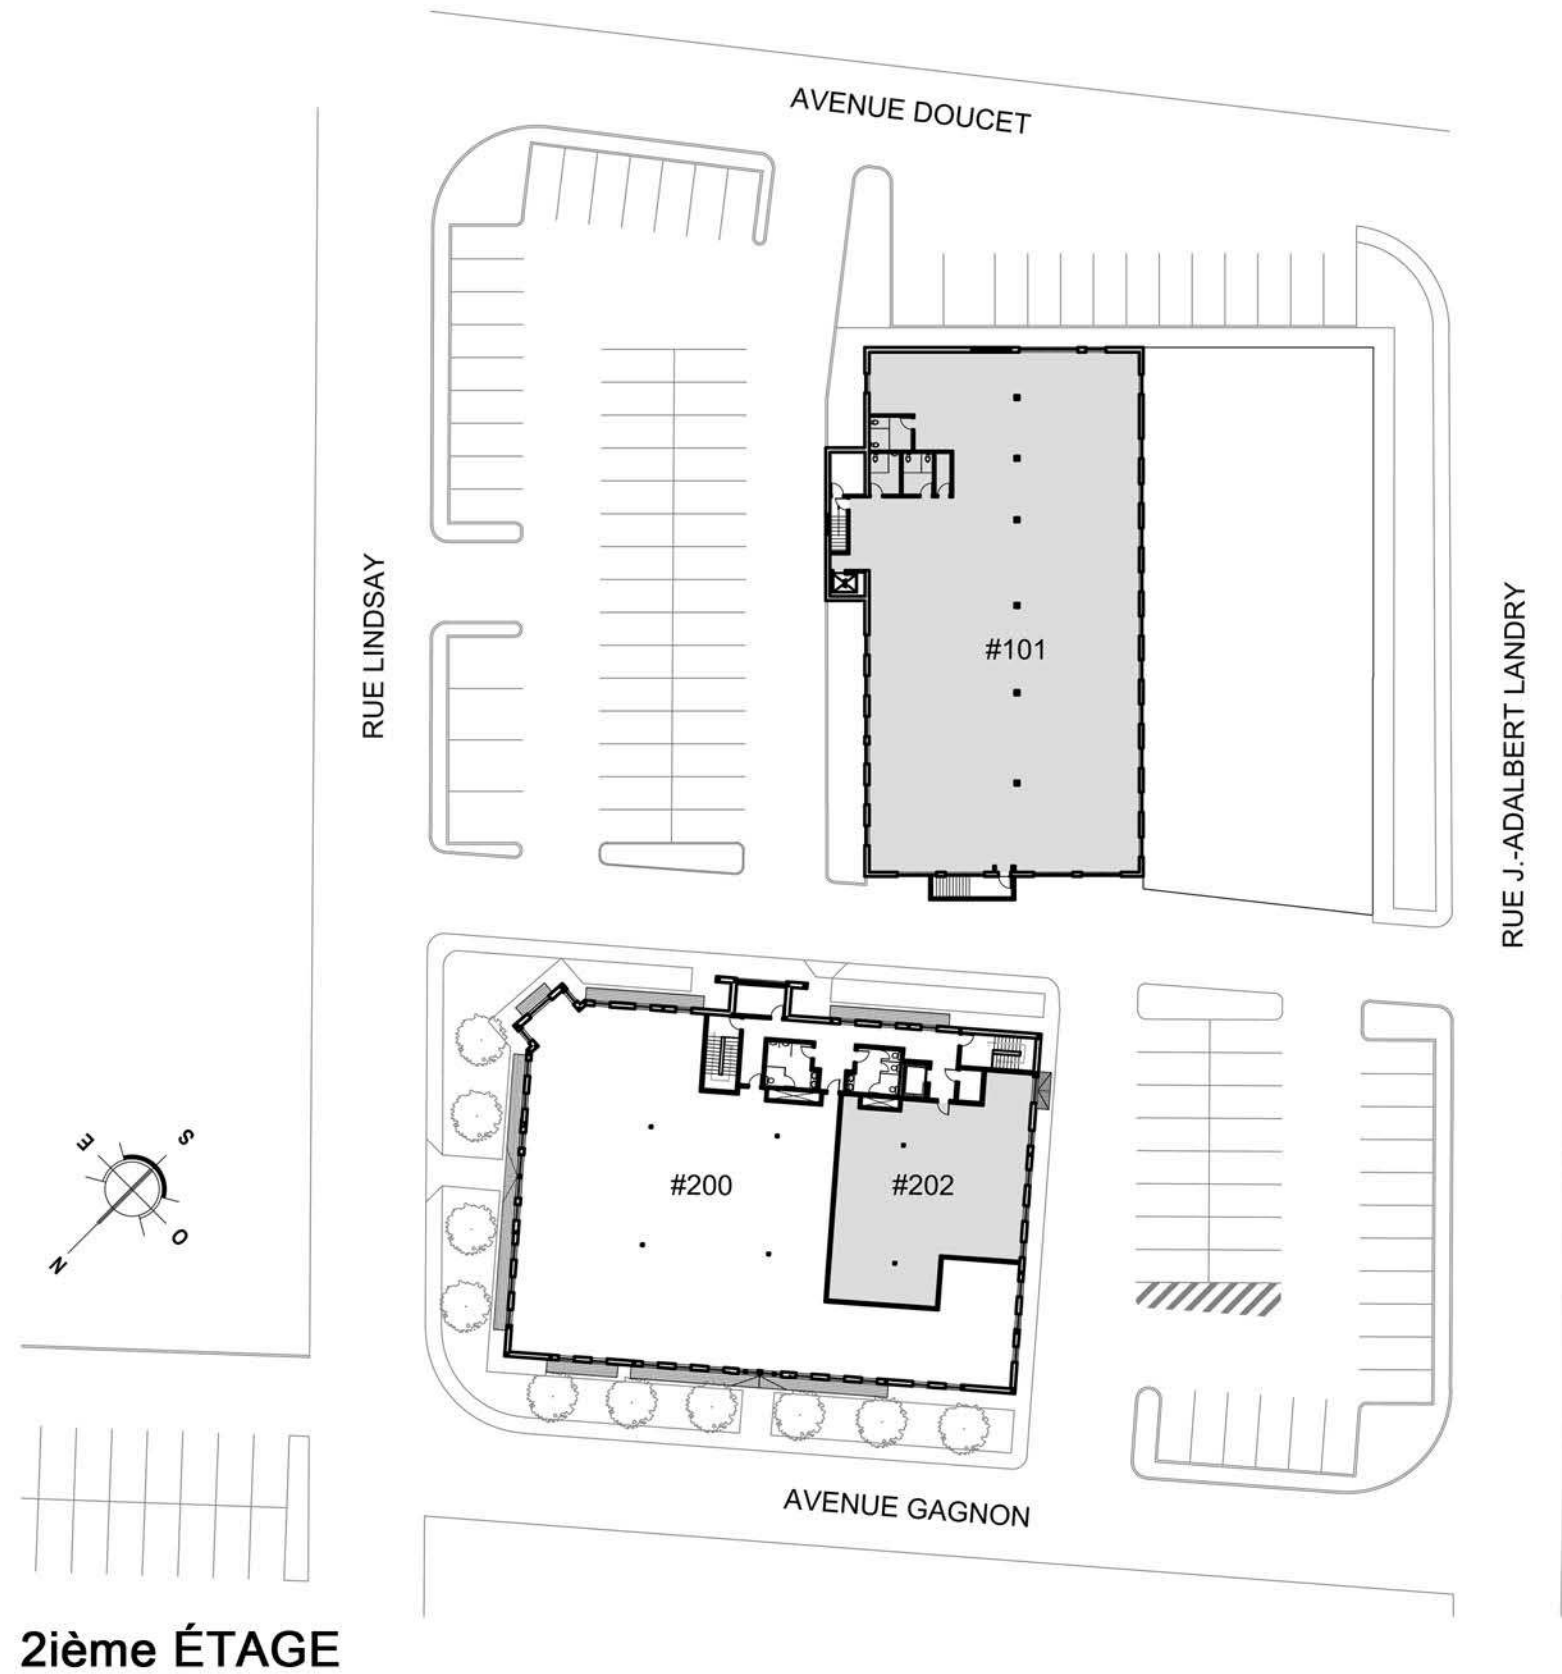 AVENUE DOUCET
RUE LINDSAY
#101
RUE J.-ADALBERT LANDRY
E
S
#200
#202
O
N
AVENUE GAGNON
2ième ÉTAGE